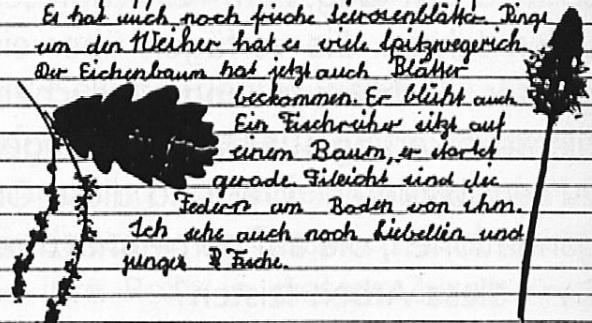 Es hat auch noch frische Seerosenblätter. Rings
um den Weiher hat es viele Spitzwegerich.
Der Eichenbaum hat jetzt auch Blätter
beckommen. Er blüht auch
Ein Fischreiher sitzt auf
einem Baum, er startet
gerade. Fileicht sind die
Federn am Boden von ihm.
Ich sehe auch noch Liebellen und
junge Fische.